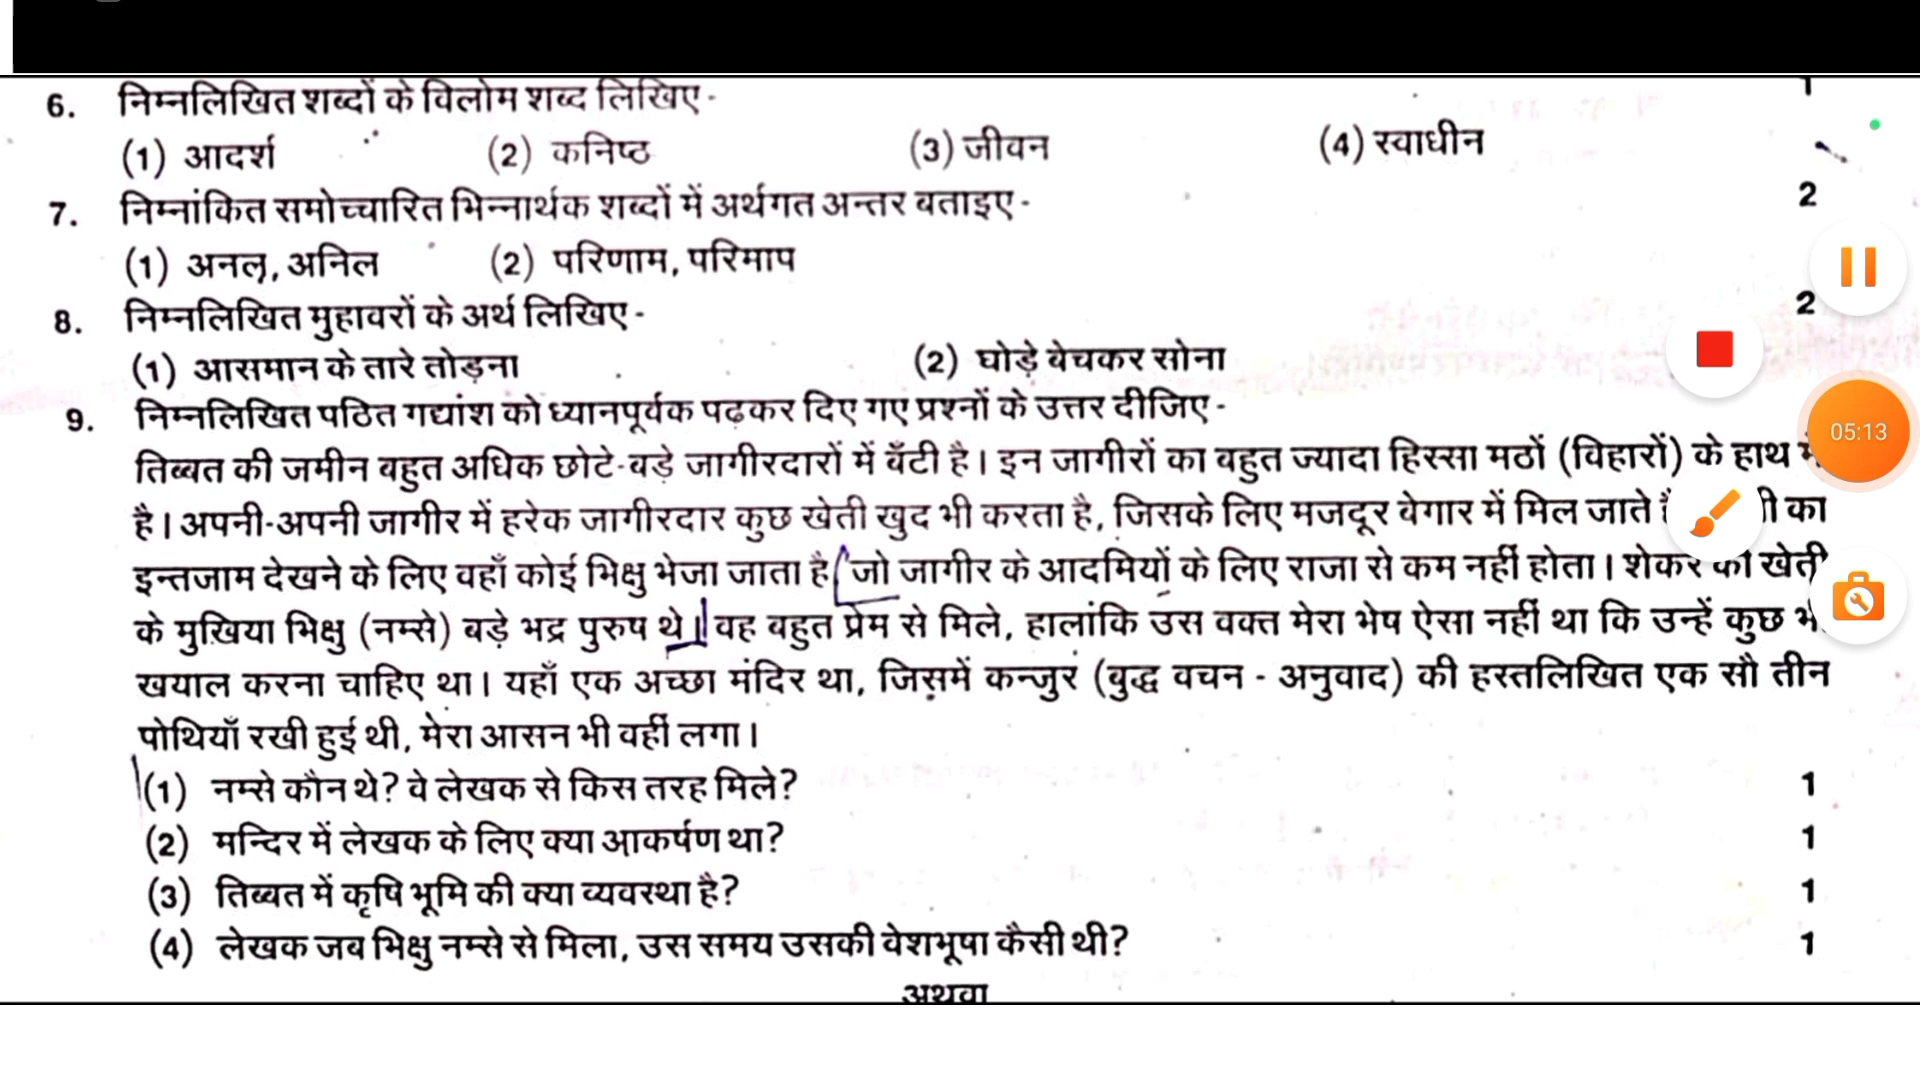 6. निम्नलिखित शब्दों के विलोम शब्द लिखिए - 1
(1) आदर्श (2) कनिष्ठ (3) जीवन (4) स्वाधीन
7. निम्नांकित समोच्चारित भिन्नार्थक शब्दों में अर्थगत अन्तर बताइए - 2
(1) अनल, अनिल (2) परिणाम, परिमाप
8. निम्नलिखित मुहावरों के अर्थ लिखिए - 2
(1) आसमान के तारे तोड़ना (2) घोड़े बेचकर सोना
9. निम्नलिखित पठित गद्यांश को ध्यानपूर्वक पढ़कर दिए गए प्रश्नों के उत्तर दीजिए -
05:13
तिब्बत की जमीन बहुत अधिक छोटे-बड़े जागीरदारों में बँटी है। इन जागीरों का बहुत ज्यादा हिस्सा मठों (विहारों) के हाथ
है। अपनी-अपनी जागीर में हरेक जागीरदार कुछ खेती खुद भी करता है, जिसके लिए मजदूर बेगार में मिल जाते का
इन्तजाम देखने के लिए वहाँ कोई भिक्षु भेजा जाता है, जो जागीर के आदमियों के लिए राजा से कम नहीं होता। शेकर की खेती
के मुखिया भिक्षु (नम्से) बड़े भद्र पुरुष थे। वह बहुत प्रेम से मिले, हालांकि उस वक्त मेरा भेष ऐसा नहीं था कि उन्हें कुछ
खयाल करना चाहिए था। यहाँ एक अच्छा मंदिर था, जिसमें कन्जुर (बुद्ध वचन - अनुवाद) की हस्तलिखित एक सौ तीन
पोथियाँ रखी हुई थी, मेरा आसन भी वहीं लगा।
(1) नम्से कौन थे? वे लेखक से किस तरह मिले? 1
(2) मन्दिर में लेखक के लिए क्या आकर्षण था? 1
(3) तिब्बत में कृषि भूमि की क्या व्यवस्था है? 1
(4) लेखक जब भिक्षु नम्से से मिला, उस समय उसकी वेशभूषा कैसी थी? 1
अथवा